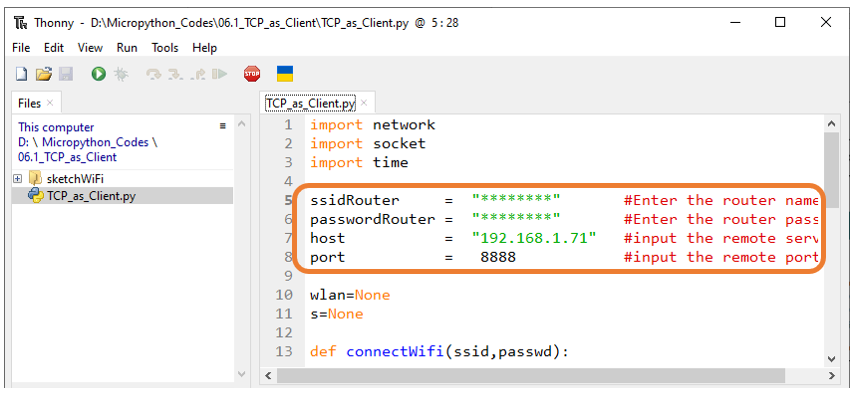 Thonny - D:\Micropython_Codes\06.1_TCP_as_Client\TCP_as_Client.py @ 5:28
File Edit View Run Tools Help
STOP
Files ×
This computer
D: \ Micropython_Codes \
06.1_TCP_as_Client
sketchWiFi
TCP_as_Client.py
TCP_as_Client.py ×
1 import network
2 import socket
3 import time
4
5 ssidRouter = "********" #Enter the router name
6 passwordRouter = "********" #Enter the router pass
7 host = "192.168.1.71" #input the remote serv
8 port = 8888 #input the remote port
9
10 wlan=None
11 s=None
12
13 def connectWifi(ssid,passwd):